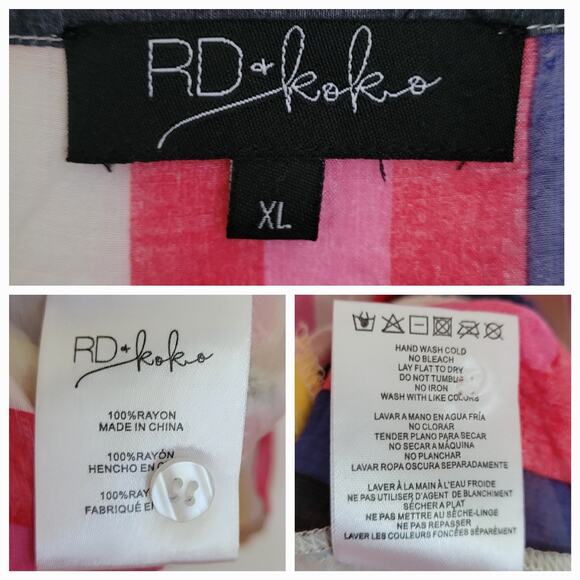 RD + koko
XL
RD + koko
100%RAYON
MADE IN CHINA
100%RAYÓN
HENCHO EN
100%RAY
FABRIQUÉ E
HAND WASH COLD
NO BLEACH
LAY FLAT TO DRY
DO NOT TUMBLE
NO IRON
WASH WITH LIKE COLORS
LAVAR A MANO EN AGUA FRÍA
NO CLORAR
TENDER PLANO PARA SECAR
NO SECAR A MÁQUINA
NO PLANCHAR
LAVAR ROPA OSCURA SEPARADAMENTE
LAVER À LA MAIN À L'EAU FROIDE
NE PAS UTILISER D'AGENT DE BLANCHIMENT
SÉCHER A PLAT
NE PAS METTRE AU SÈCHE-LINGE
NE PAS REPASSER
LAVER LES COULEURS FONCÉES SÉPARÉMENT